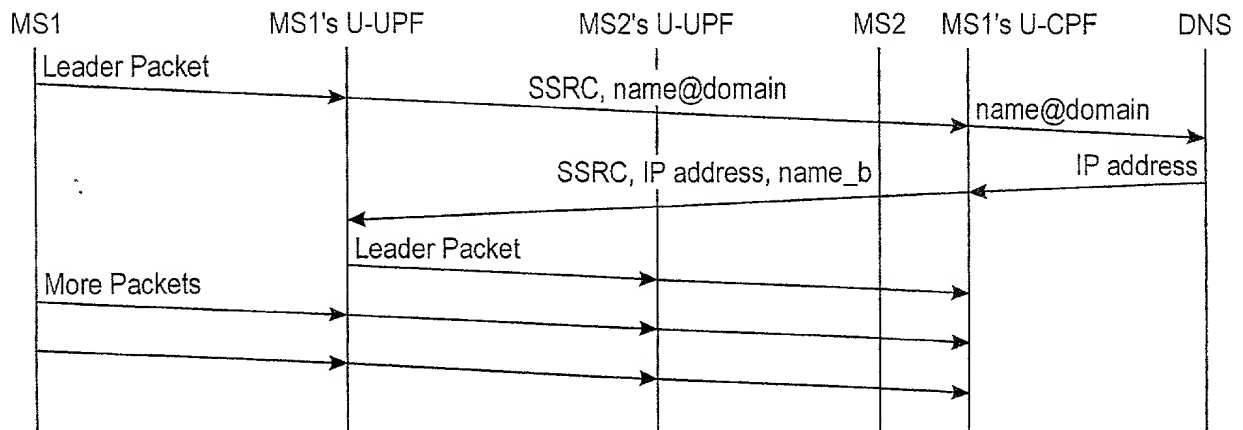 MS1 MS1's U-UPF MS2's U-UPF MS2 MS1's U-CPF DNS
Leader Packet
SSRC, name@domain
name@domain
IP address
SSRC, IP address, name_b
Leader Packet
More Packets